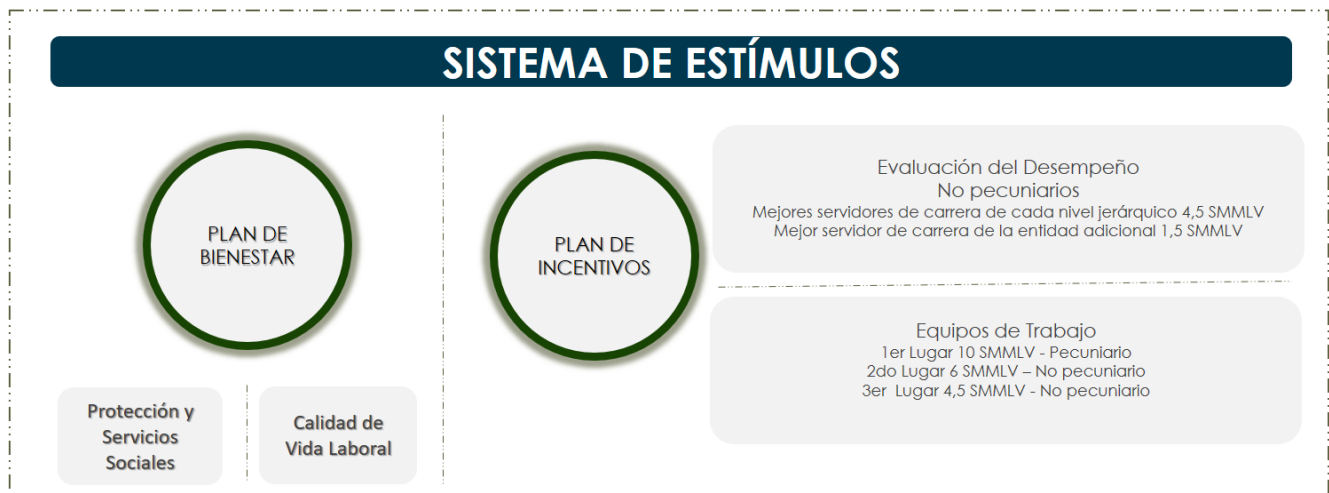 SISTEMA DE ESTÍMULOS
PLAN DE
BIENESTAR
Protección y
Servicios
Sociales
Calidad de
Vida Laboral
PLAN DE
INCENTIVOS
Evaluación del Desempeño
No pecuniarios
Mejores servidores de carrera de cada nivel jerárquico 4,5 SMMLV
Mejor servidor de carrera de la entidad adicional 1,5 SMMLV
Equipos de Trabajo
1er Lugar 10 SMMLV - Pecuniario
2do Lugar 6 SMMLV – No pecuniario
3er Lugar 4,5 SMMLV - No pecuniario